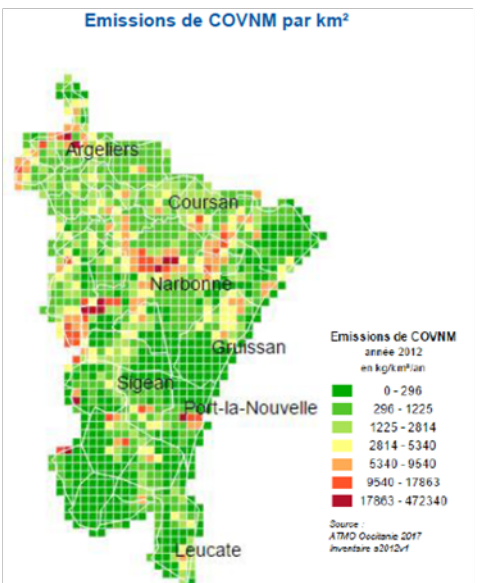 Emissions de COVNM par km²
Argeliers
Coursan
Narbonne
Gruissan
Sigean
Port-la-Nouvelle
Leucate
Emissions de COVNM
année 2012
en kg/km²/an
0 - 296
296 - 1225
1225 - 2814
2814 - 5340
5340 - 9540
9540 - 17863
17863 - 472340
Source :
ATMO Occitanie 2017
Inventaire a2012v1